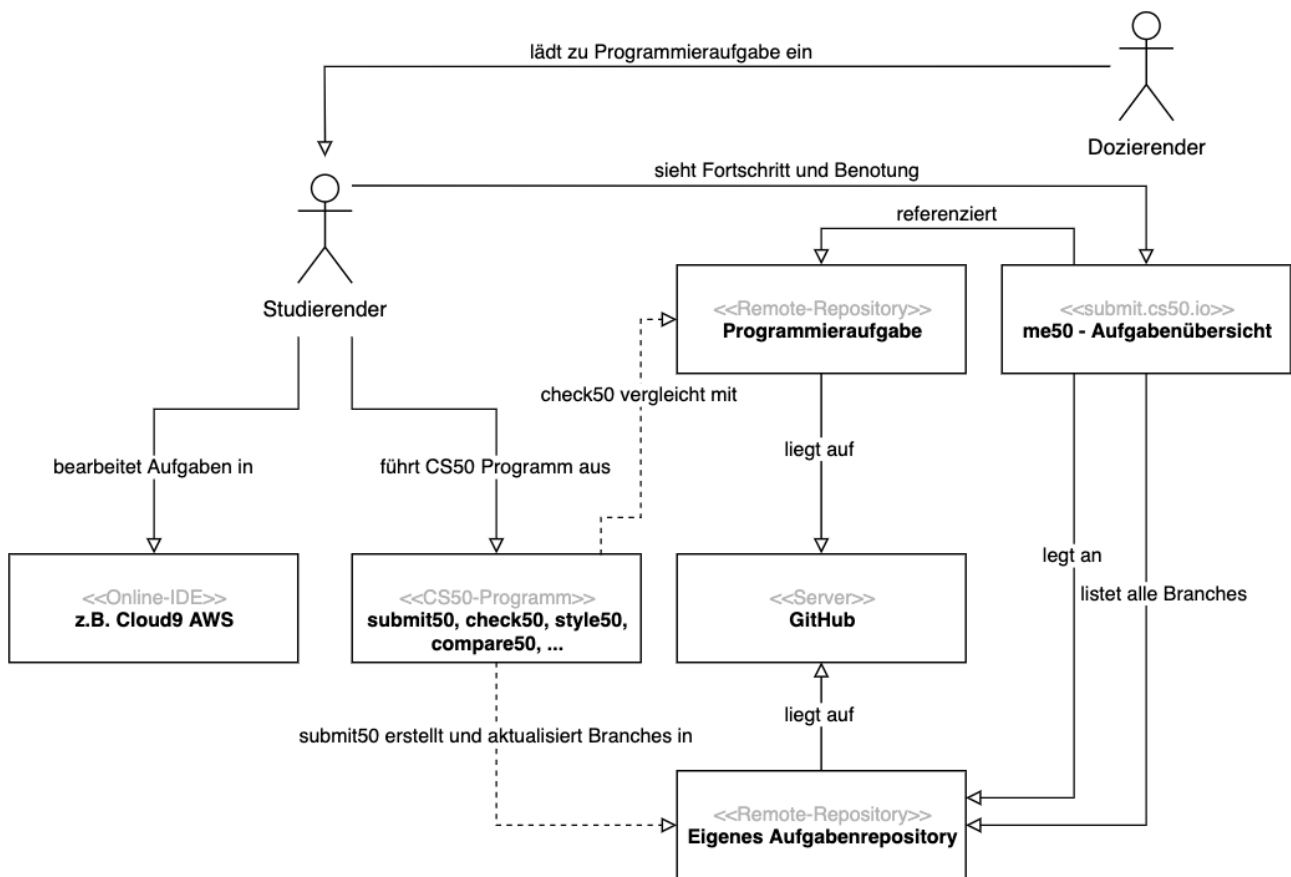 lädt zu Programmieraufgabe ein
Dozierender
sieht Fortschritt und Benotung
referenziert
Studierender
<<Remote-Repository>>
Programmieraufgabe
<<submit.cs50.io>>
me50 - Aufgabenübersicht
check50 vergleicht mit
liegt auf
bearbeitet Aufgaben in
führt CS50 Programm aus
legt an
listet alle Branches
<<Online-IDE>>
z.B. Cloud9 AWS
<<CS50-Programm>>
submit50, check50, style50,
compare50, ...
<<Server>>
GitHub
liegt auf
submit50 erstellt und aktualisiert Branches in
<<Remote-Repository>>
Eigenes Aufgabenrepository